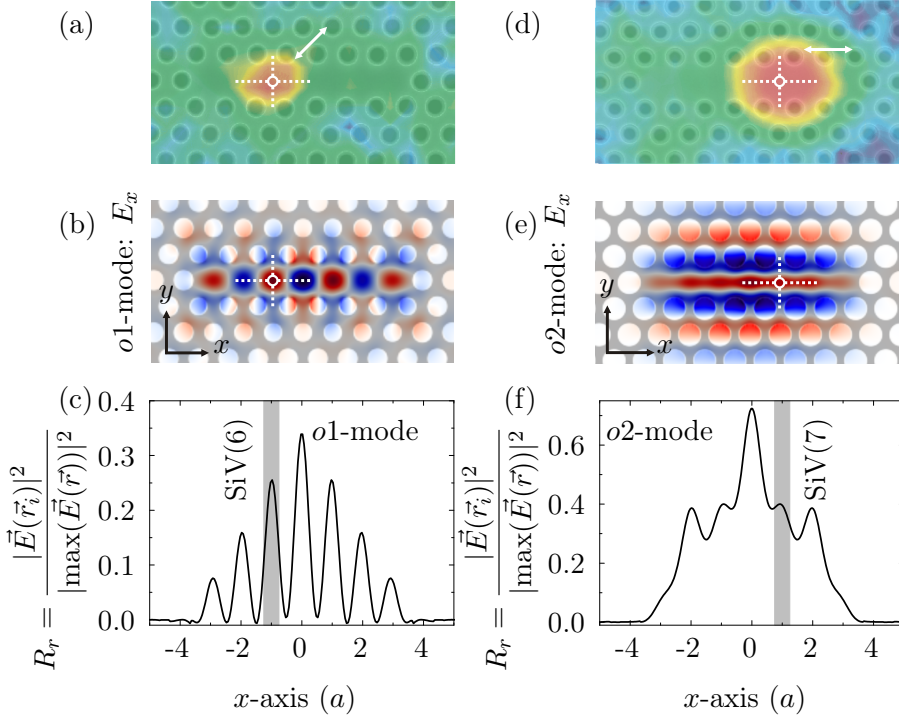 (a)
(d)
(b)
o1-mode: E_x
y
x
(e)
o2-mode: E_x
y
x
(c)
R_r = |E⃗(r⃗_i)|² / |max(E⃗(r⃗))|²
0.4
0.3
0.2
0.1
0.0
SiV(6)
o1-mode
-4 -2 0 2 4
x-axis (a)
(f)
R_r = |E⃗(r⃗_i)|² / |max(E⃗(r⃗))|²
0.6
0.4
0.2
0.0
o2-mode
SiV(7)
-4 -2 0 2 4
x-axis (a)